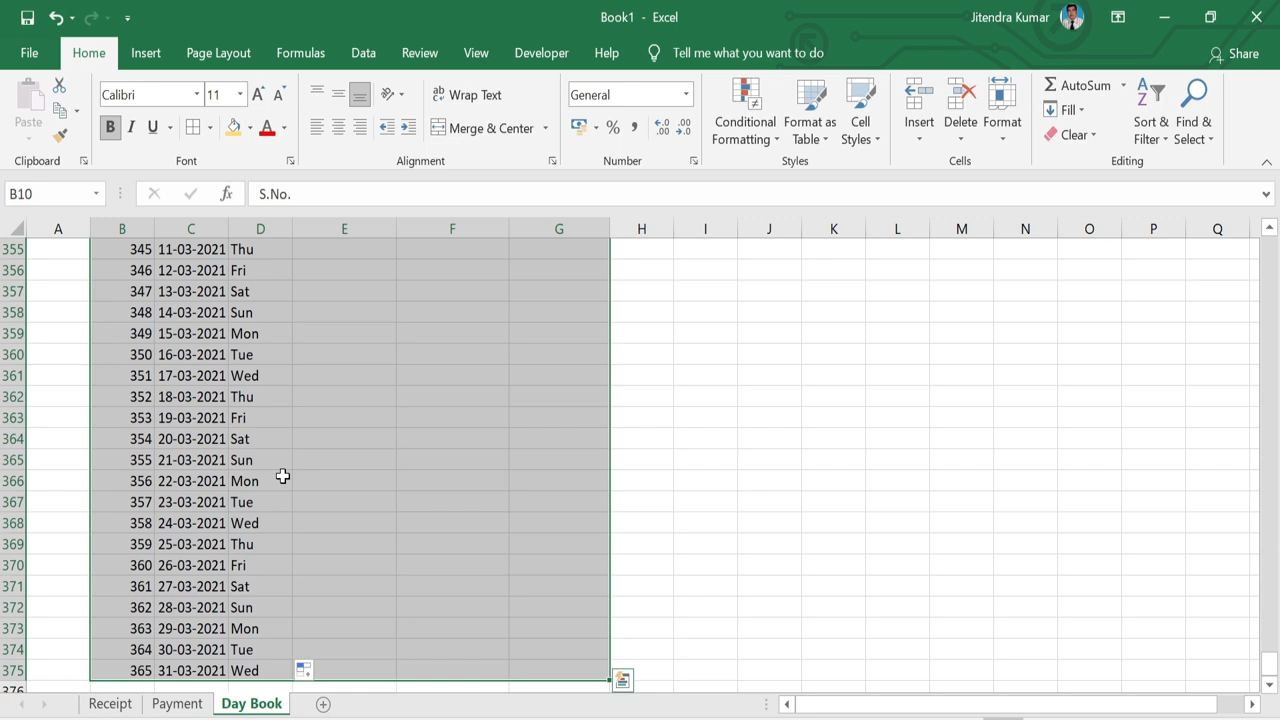 Book1 - Excel
Jitendra Kumar
File Home Insert Page Layout Formulas Data Review View Developer Help Tell me what you want to do Share
Paste
Clipboard
Calibri 11 A A
B I U A
Font
ab Wrap Text
Merge & Center
Alignment
General
% , .0 .00 .00 .0
Number
Conditional Formatting
Format as Table
Cell Styles
Styles
Insert Delete Format
Cells
Σ AutoSum
Fill
Clear
Sort & Filter
Find & Select
Editing
B10 fx S.No.
A B C D E F G H I J K L M N O P Q
355 345 11-03-2021 Thu
356 346 12-03-2021 Fri
357 347 13-03-2021 Sat
358 348 14-03-2021 Sun
359 349 15-03-2021 Mon
360 350 16-03-2021 Tue
361 351 17-03-2021 Wed
362 352 18-03-2021 Thu
363 353 19-03-2021 Fri
364 354 20-03-2021 Sat
365 355 21-03-2021 Sun
366 356 22-03-2021 Mon
367 357 23-03-2021 Tue
368 358 24-03-2021 Wed
369 359 25-03-2021 Thu
370 360 26-03-2021 Fri
371 361 27-03-2021 Sat
372 362 28-03-2021 Sun
373 363 29-03-2021 Mon
374 364 30-03-2021 Tue
375 365 31-03-2021 Wed
376
Receipt Payment Day Book